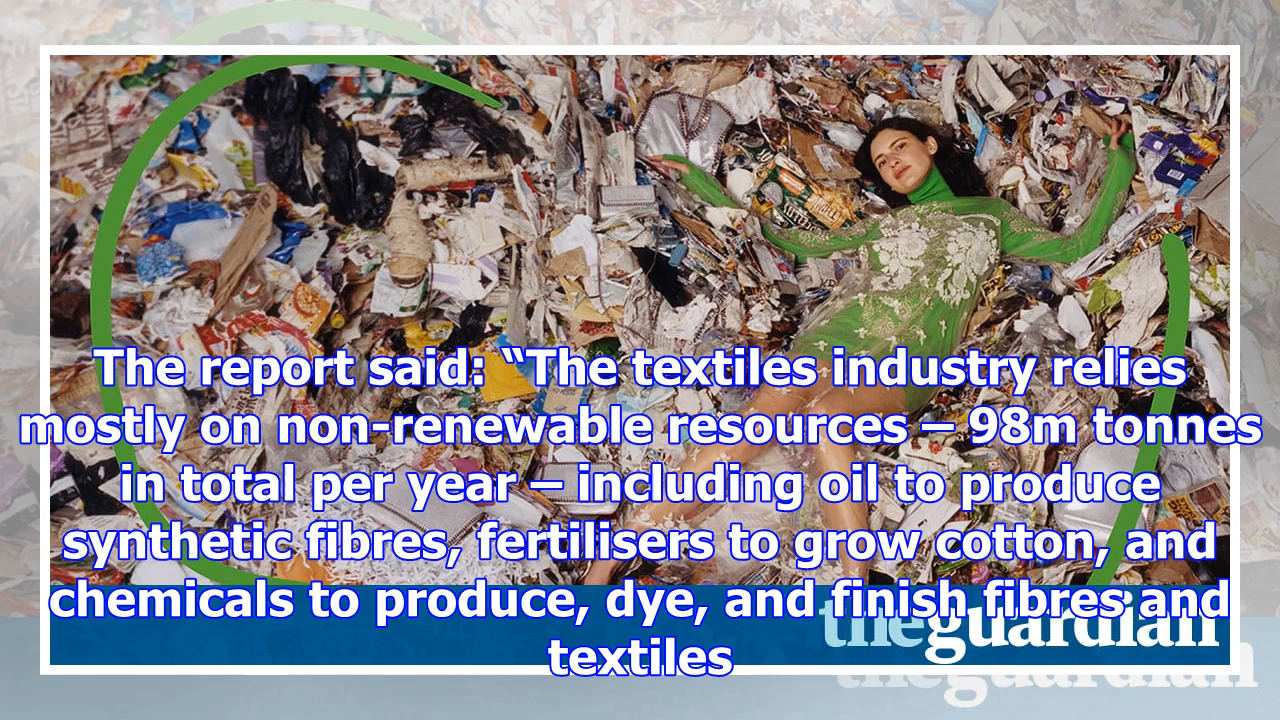 The report said: “The textiles industry relies
mostly on non-renewable resources – 98m tonnes
in total per year – including oil to produce
synthetic fibres, fertilisers to grow cotton, and
chemicals to produce, dye, and finish fibres and
textiles
theguardian
theguardian